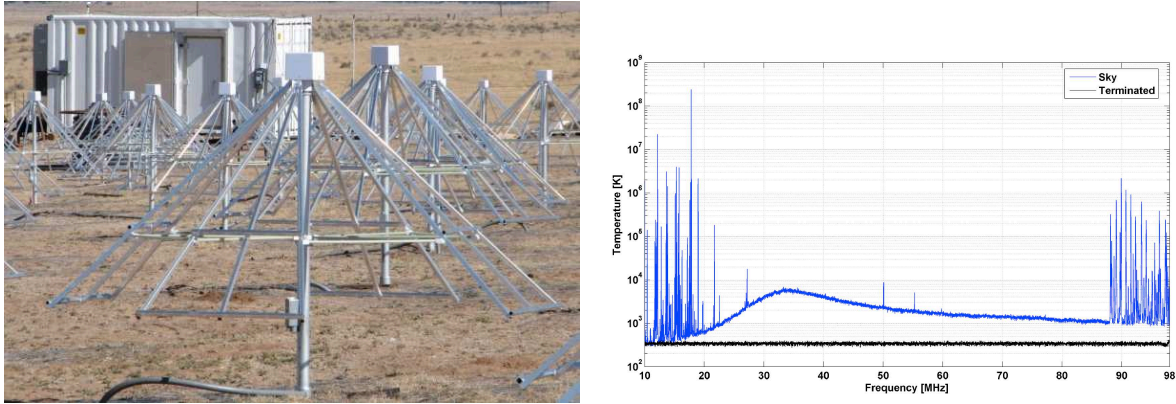 Sky
Terminated
Temperature [K]
10⁹
10⁸
10⁷
10⁶
10⁵
10⁴
10³
10²
10 20 30 40 50 60 70 80 90 98
Frequency [MHz]